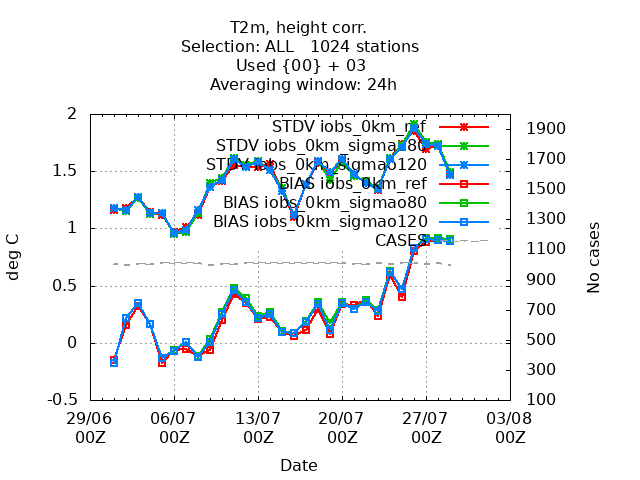 T2m, height corr.
Selection: ALL   1024 stations
Used {00} + 03
Averaging window: 24h
STDV iobs_0km_ref
STDV iobs_0km_sigmao80
STDV iobs_0km_sigmao120
BIAS iobs_0km_ref
BIAS iobs_0km_sigmao80
BIAS iobs_0km_sigmao120
CASES
deg C
2
1.5
1
0.5
0
-0.5
No cases
1900
1700
1500
1300
1100
900
700
500
300
100
29/06 06/07 13/07 20/07 27/07 03/08
00Z 00Z 00Z 00Z 00Z 00Z
Date